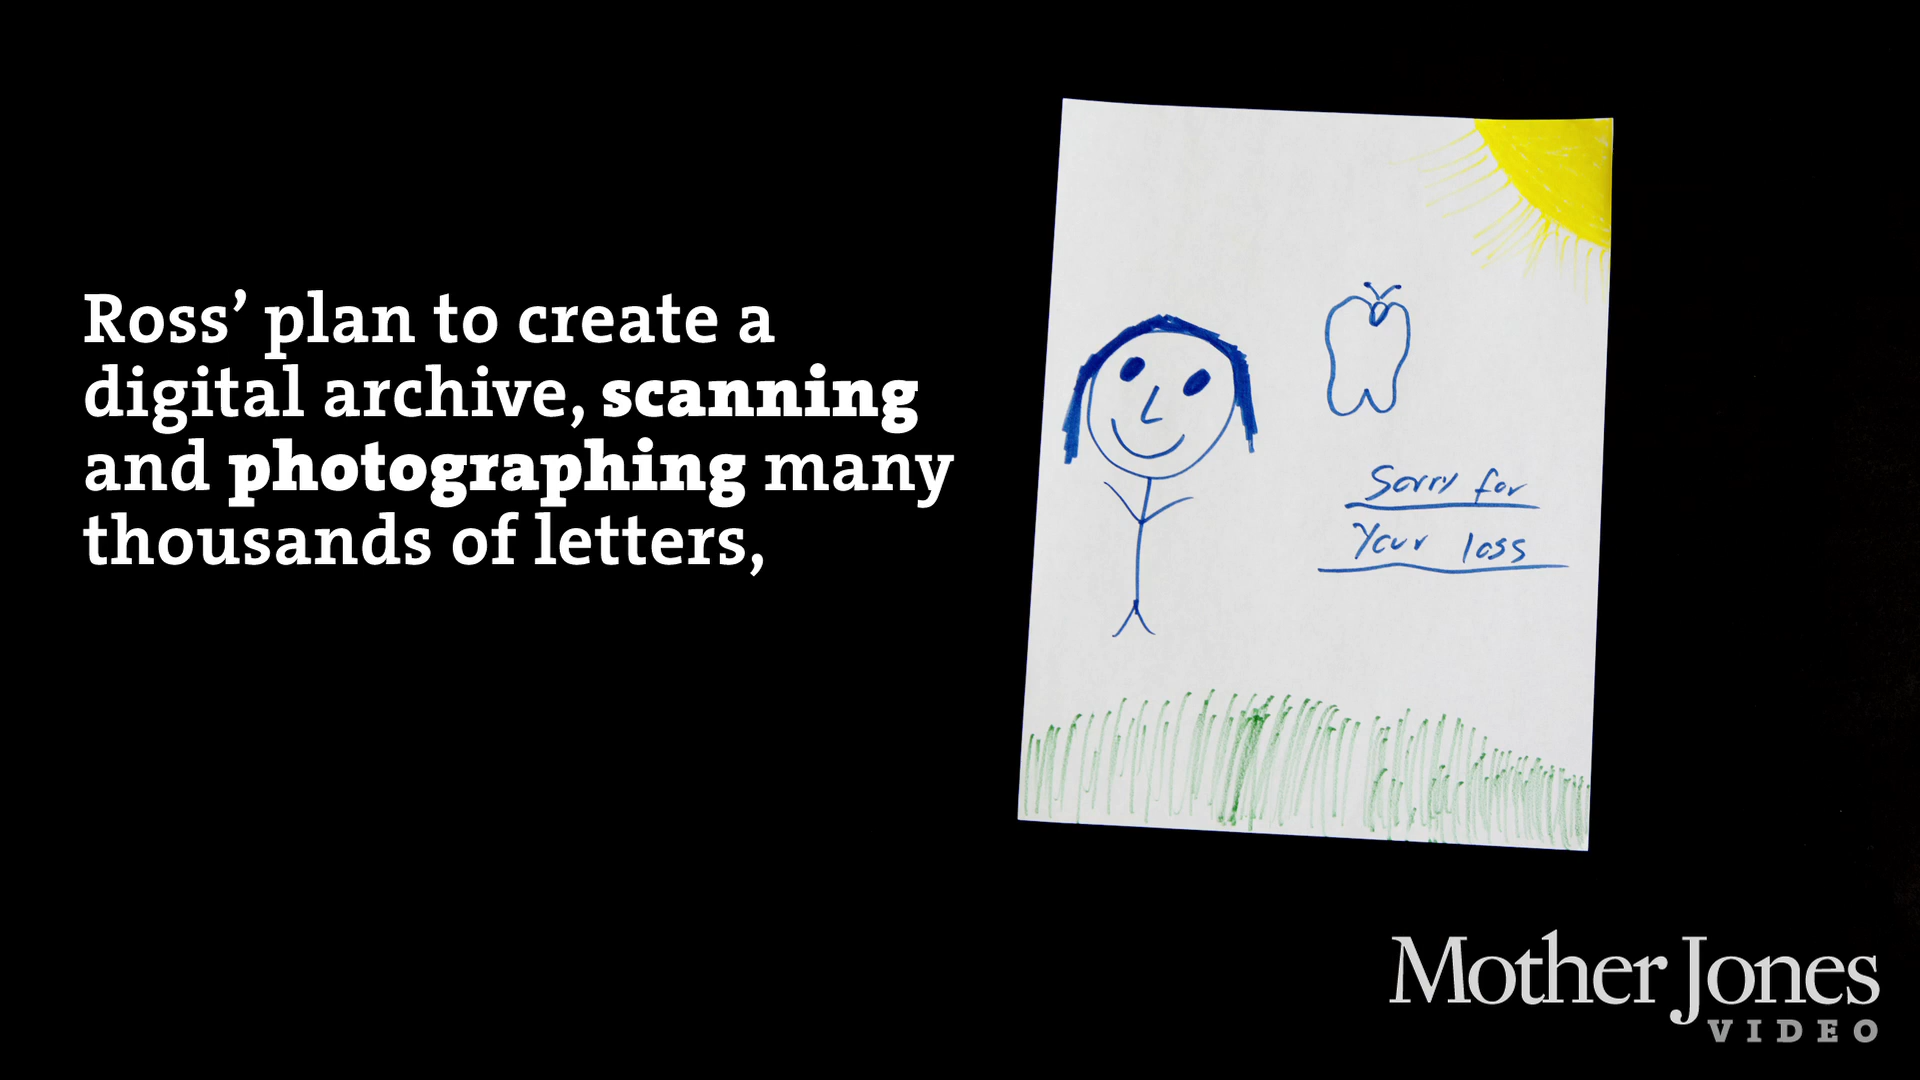 Ross’ plan to create a
digital archive, scanning
and photographing many
thousands of letters,
Sorry for
Your loss
Mother Jones
VIDEO